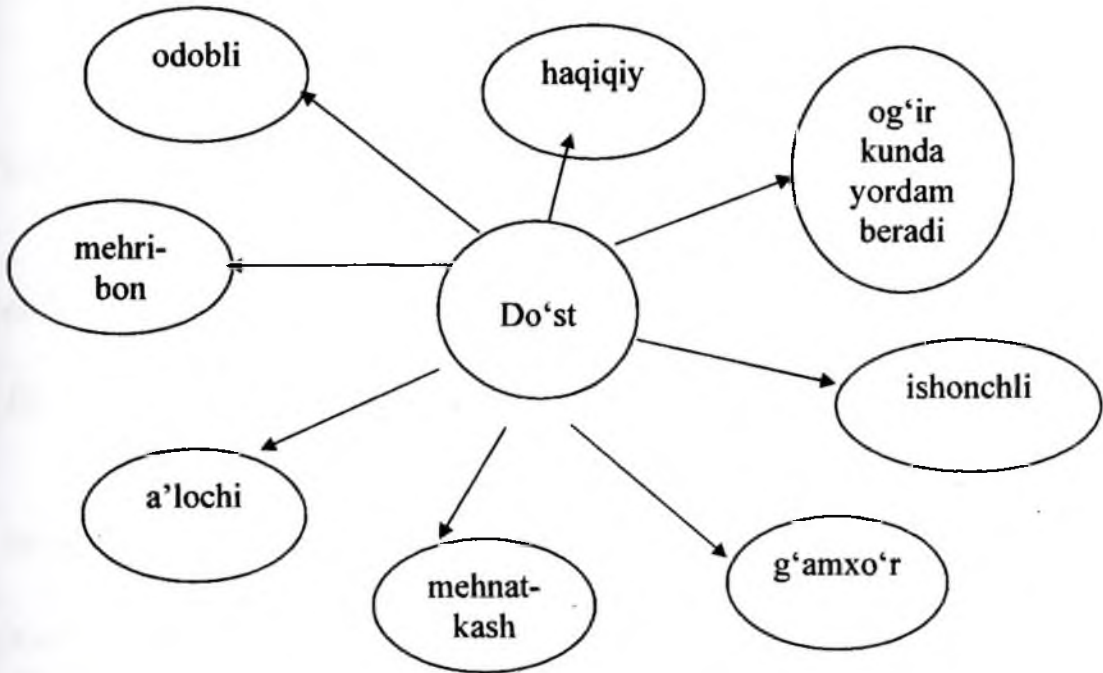 odobli
haqiqiy
og‘ir
kunda
yordam
beradi
mehri-
bon
Do‘st
ishonchli
a’lochi
mehnat-
kash
g‘amxo‘r